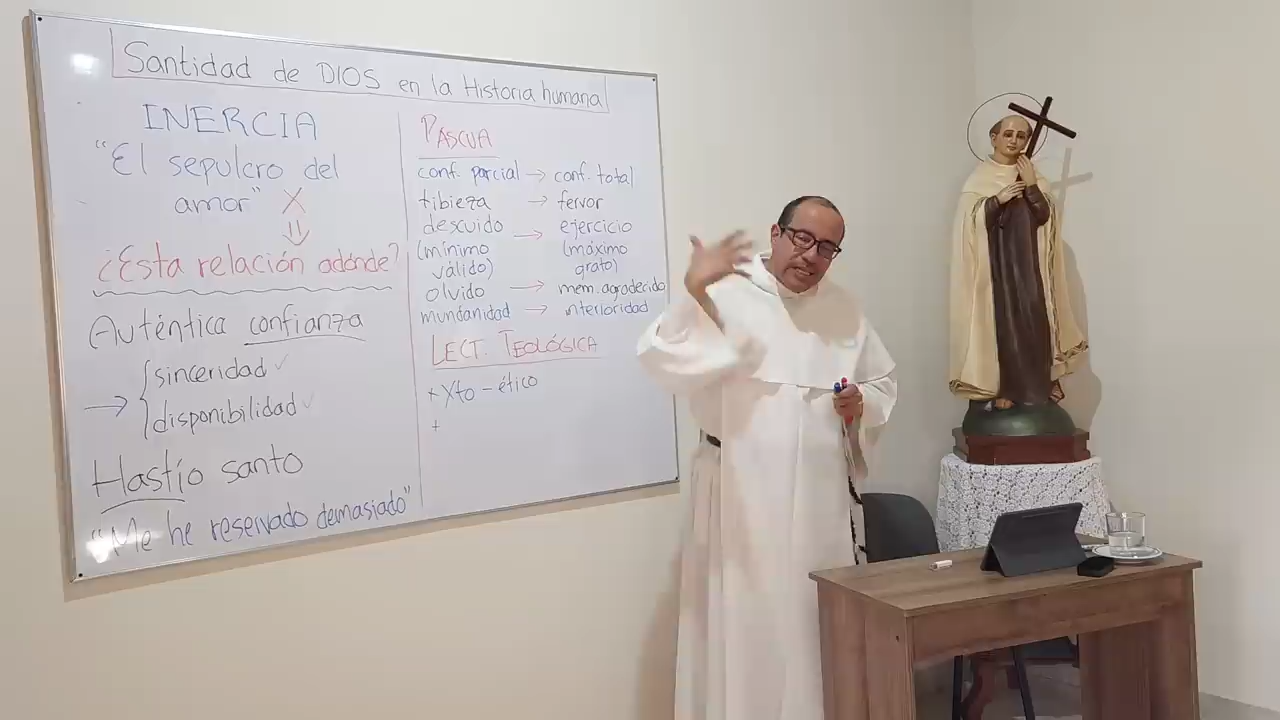 Santidad de DIOS en la Historia humana
INERCIA
"El sepulcro del
amor" X
¿Esta relación adónde?
Auténtica confianza
→ { sinceridad ✓
disponibilidad ✓
Hastío santo
"Me he reservado demasiado"
PASCUA
conf. parcial → conf. total
tibieza → fervor
descuido → ejercicio
(mínimo (máximo
válido) grato)
olvido → mem. agradecido
mundanidad → interioridad
LECT. TEOLÓGICA
+ Xto - ético
+